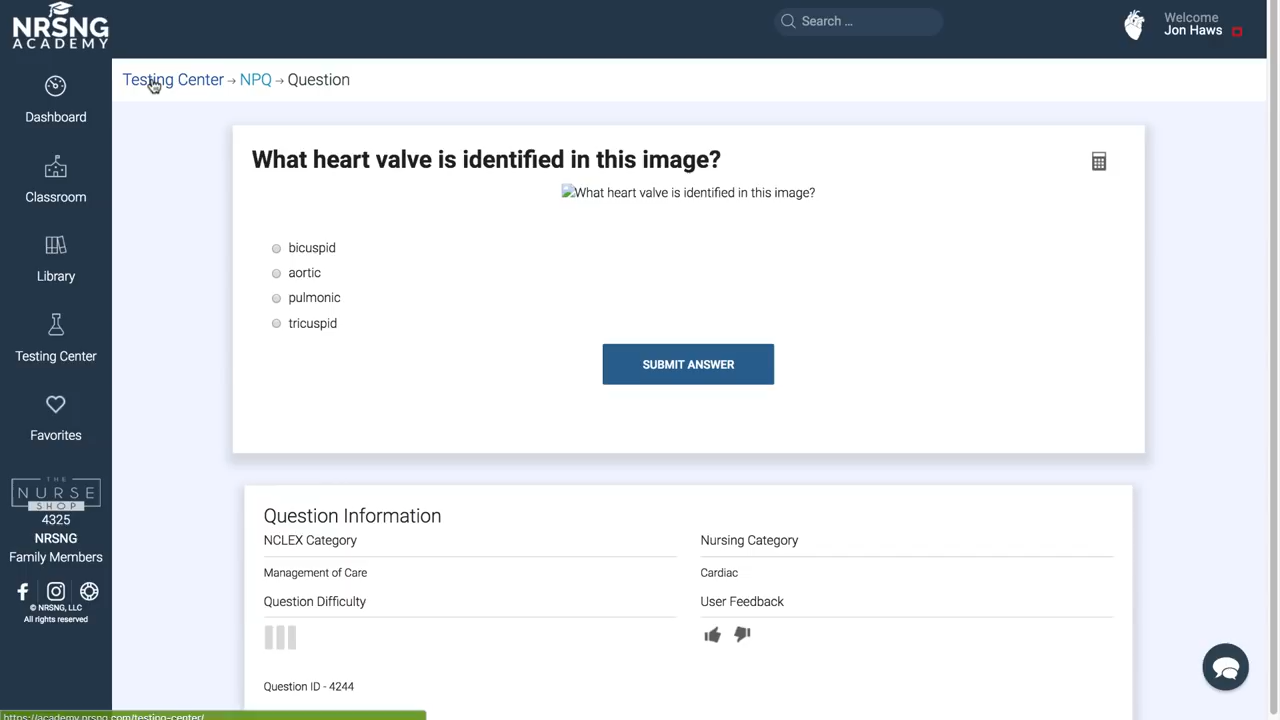 NRSNG
ACADEMY
Search ...
Welcome
Jon Haws
Dashboard
Classroom
Library
Testing Center
Favorites
THE
NURSE
SHOP
4325
NRSNG
Family Members
© NRSNG, LLC
All rights reserved
Testing Center → NPQ → Question
What heart valve is identified in this image?
What heart valve is identified in this image?
bicuspid
aortic
pulmonic
tricuspid
SUBMIT ANSWER
Question Information
NCLEX Category
Nursing Category
Management of Care
Cardiac
Question Difficulty
User Feedback
Question ID - 4244
https://academy.nrsng.com/testing-center/